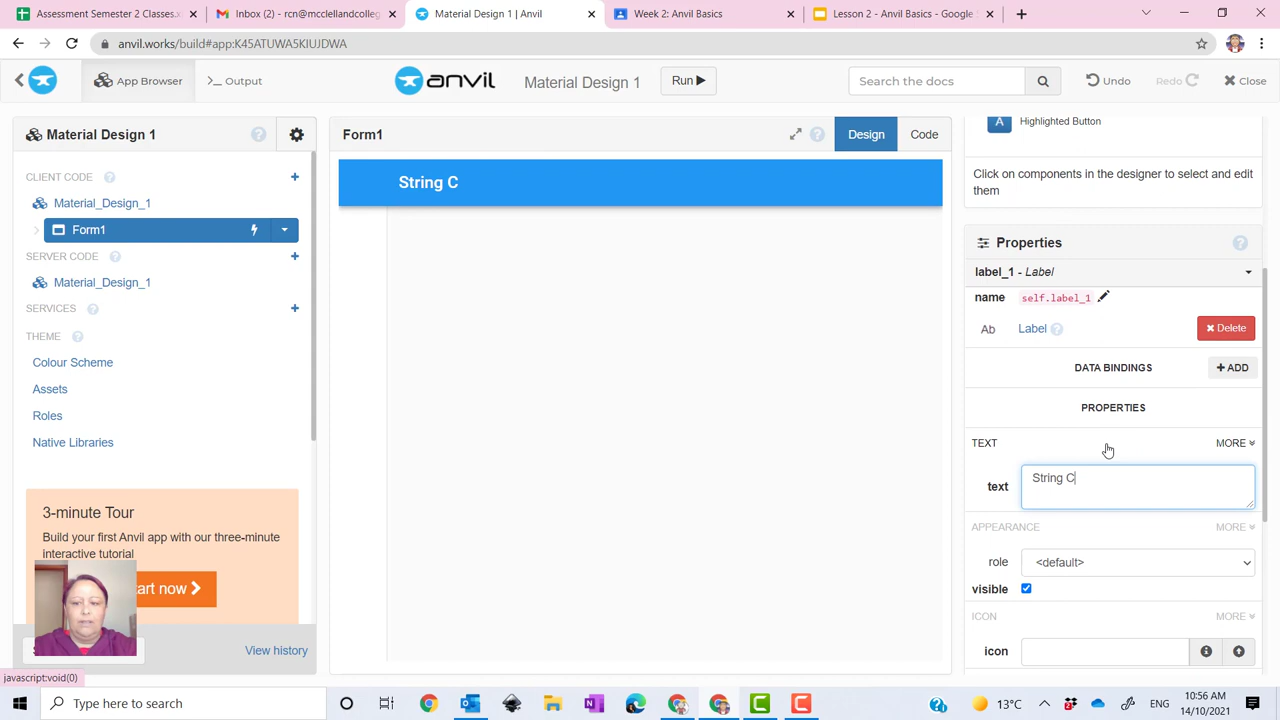 Assessment Semester 2 Classes.x
Inbox (2) - rcn@mcclellandcolleg
Material Design 1 | Anvil
Week 2: Anvil Basics
Lesson 2 - Anvil Basics - Google S
anvil.works/build#app:K45ATUWA5KIUJDWA
App Browser
>_ Output
anvil
Material Design 1
Run
Search the docs
Undo
Redo
Close
Material Design 1
CLIENT CODE
Material_Design_1
Form1
SERVER CODE
Material_Design_1
SERVICES
THEME
Colour Scheme
Assets
Roles
Native Libraries
3-minute Tour
Build your first Anvil app with our three-minute
interactive tutorial
art now
View history
javascript:void(0)
Form1
Design
Code
String C
A Highlighted Button
Click on components in the designer to select and edit
them
Properties
label_1 - Label
name self.label_1
Ab Label
Delete
DATA BINDINGS
+ ADD
PROPERTIES
TEXT MORE
text String C
APPEARANCE MORE
role <default>
visible
ICON MORE
icon
Type here to search
13°C
10:56 AM
14/10/2021